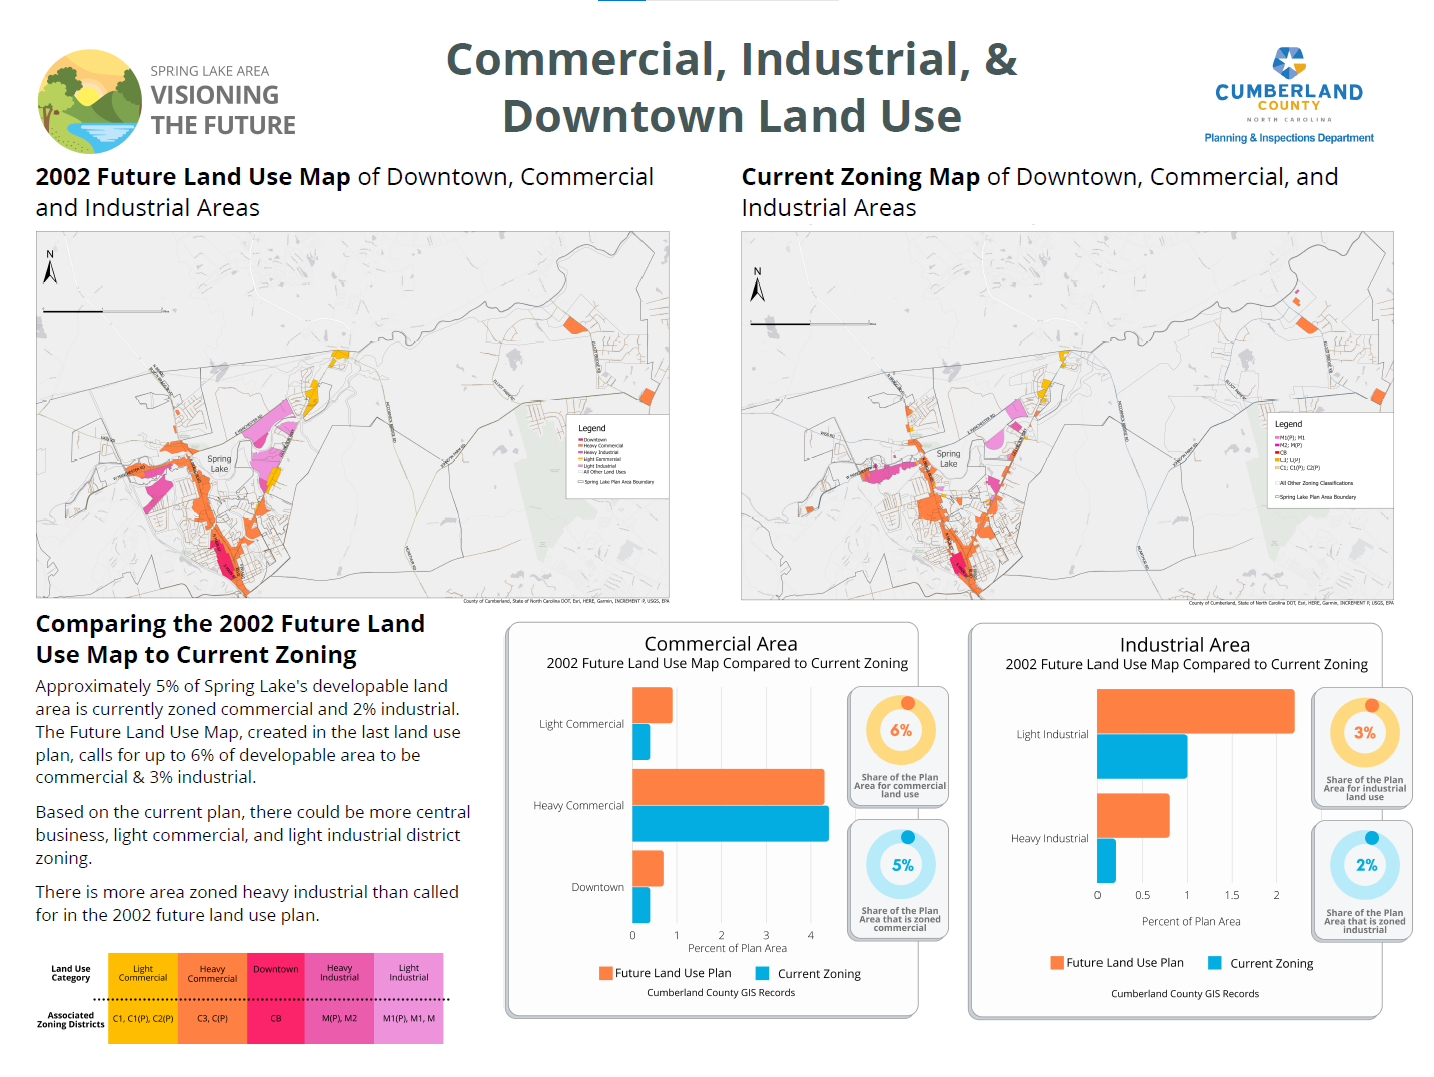 SPRING LAKE AREA
VISIONING
THE FUTURE
Commercial, Industrial, &
Downtown Land Use
CUMBERLAND
COUNTY
NORTH CAROLINA
Planning & Inspections Department
2002 Future Land Use Map of Downtown, Commercial
and Industrial Areas
N
Spring
Lake
Legend
Downtown
Heavy Commercial
Heavy Industrial
Light Commercial
Light Industrial
All Other Land Uses
Spring Lake Plan Area Boundary
County of Cumberland, State of North Carolina DOT, Esri, HERE, Garmin, INCREMENT P, USGS, EPA
Current Zoning Map of Downtown, Commercial, and
Industrial Areas
N
Spring
Lake
Legend
M1(P); M1
M2; M(P)
CB
C1; C1(P); C2(P)
All Other Zoning Classifications
Spring Lake Plan Area Boundary
County of Cumberland, State of North Carolina DOT, Esri, HERE, Garmin, INCREMENT P, USGS, EPA
Comparing the 2002 Future Land
Use Map to Current Zoning
Approximately 5% of Spring Lake's developable land
area is currently zoned commercial and 2% industrial.
The Future Land Use Map, created in the last land use
plan, calls for up to 6% of developable area to be
commercial & 3% industrial.
Based on the current plan, there could be more central
business, light commercial, and light industrial district
zoning.
There is more area zoned heavy industrial than called
for in the 2002 future land use plan.
Land Use
Category
Light
Commercial
Heavy
Commercial
Downtown
Heavy
Industrial
Light
Industrial
Associated
Zoning Districts
C1, C1(P), C2(P)
C3, C(P)
CB
M(P), M2
M1(P), M1, M
Commercial Area
2002 Future Land Use Map Compared to Current Zoning
Light Commercial
Heavy Commercial
Downtown
0 1 2 3 4
Percent of Plan Area
Future Land Use Plan
Current Zoning
Cumberland County GIS Records
6%
Share of the Plan
Area for commercial
land use
5%
Share of the Plan
Area that is zoned
commercial
Industrial Area
2002 Future Land Use Map Compared to Current Zoning
Light Industrial
Heavy Industrial
0 0.5 1 1.5 2
Percent of Plan Area
Future Land Use Plan
Current Zoning
Cumberland County GIS Records
3%
Share of the Plan
Area for industrial
land use
2%
Share of the Plan
Area that is zoned
industrial